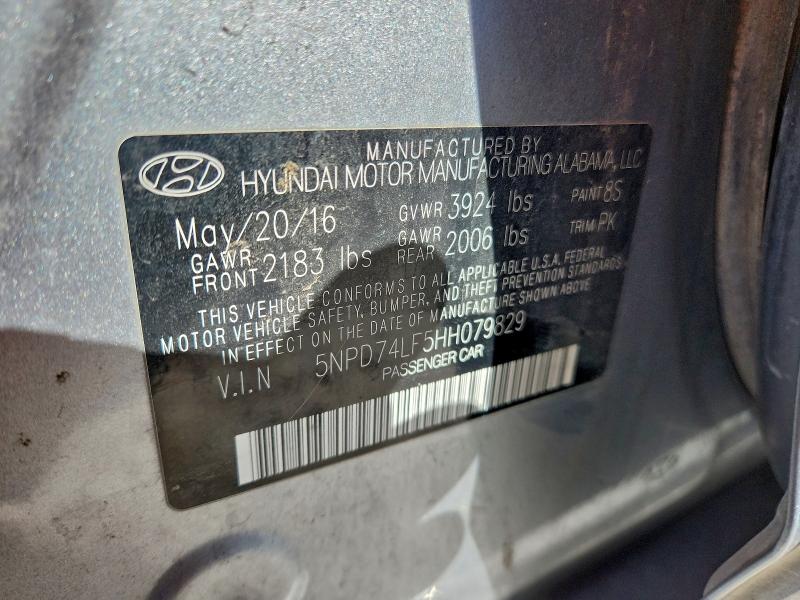 MANUFACTURED BY
HYUNDAI MOTOR MANUFACTURING ALABAMA, LLC
May/20/16 GVWR 3924 lbs PAINT 8S
GAWR FRONT 2183 lbs GAWR REAR 2006 lbs TRIM PK
THIS VEHICLE CONFORMS TO ALL APPLICABLE U.S.A. FEDERAL
MOTOR VEHICLE SAFETY, BUMPER, AND THEFT PREVENTION STANDARDS
IN EFFECT ON THE DATE OF MANUFACTURE SHOWN ABOVE
V.I.N 5NPD74LF5HH079829
PASSENGER CAR